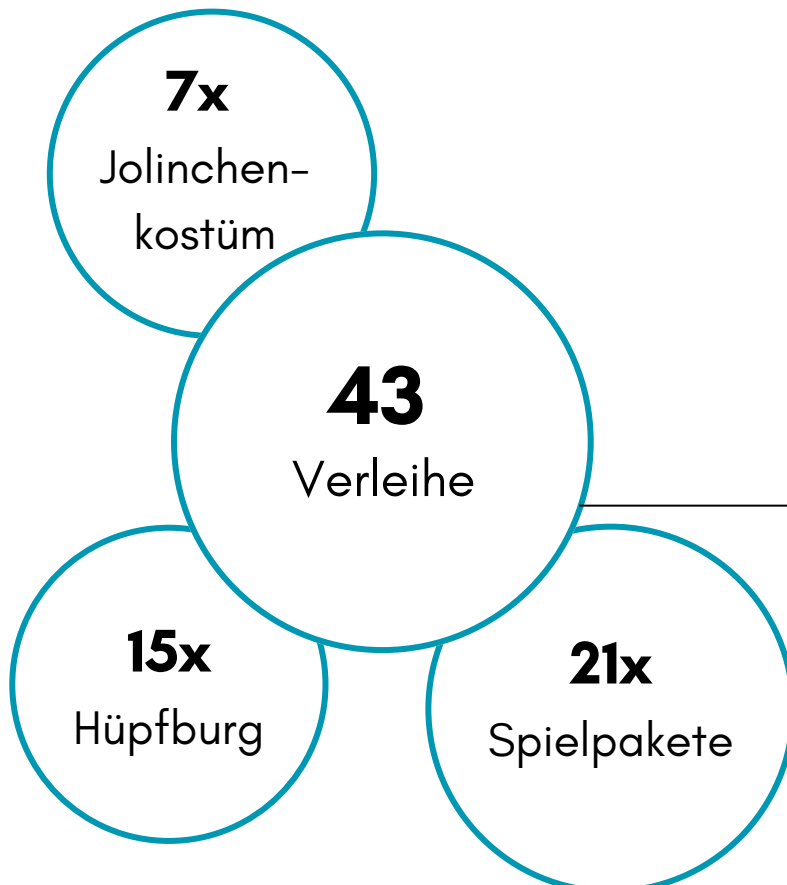 7x
Jolinchen-
kostüm
43
Verleihe
15x
Hüpfburg
21x
Spielpakete